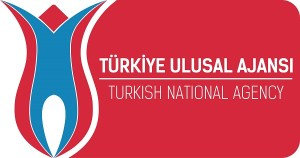 TÜRKİYE ULUSAL AJANSI
TURKISH NATIONAL AGENCY